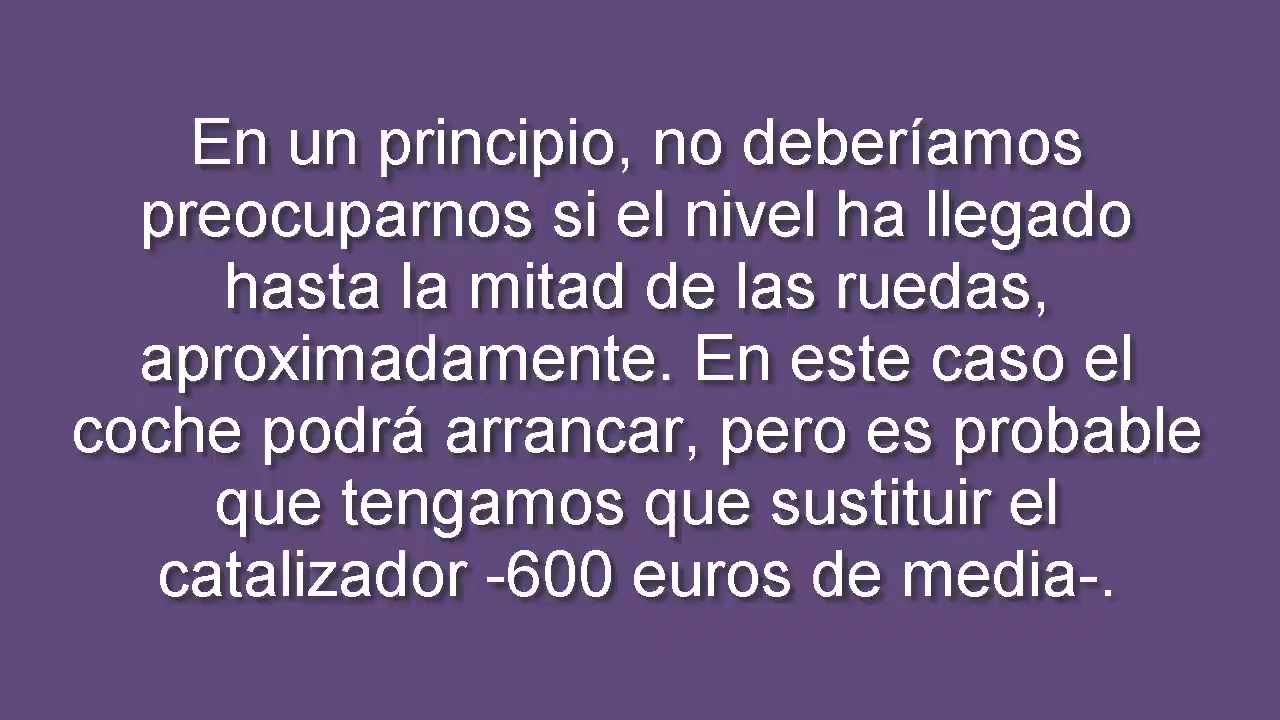 En un principio, no deberíamos
preocuparnos si el nivel ha llegado
hasta la mitad de las ruedas,
aproximadamente. En este caso el
coche podrá arrancar, pero es probable
que tengamos que sustituir el
catalizador -600 euros de media-.